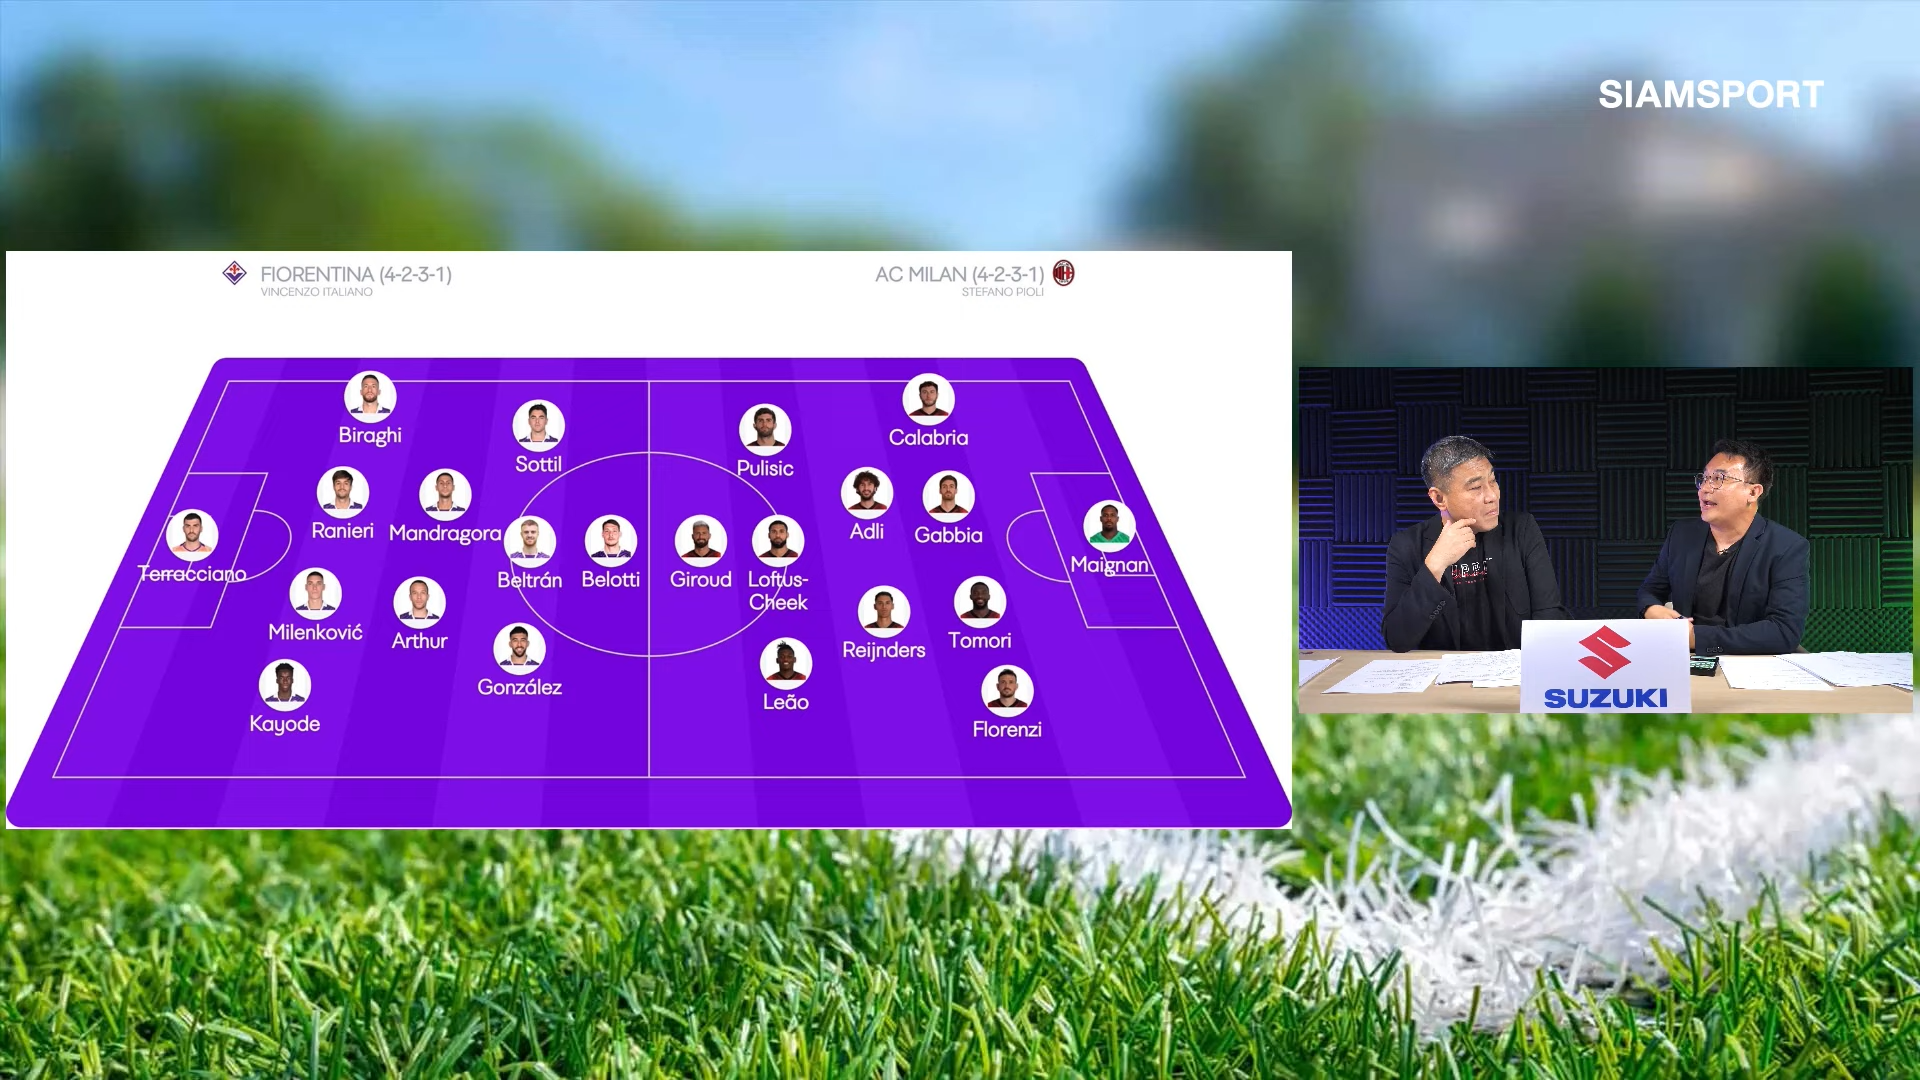 SIAMSPORT
FIORENTINA (4-2-3-1)
VINCENZO ITALIANO
AC MILAN (4-2-3-1)
STEFANO PIOLI
Biraghi
Sottil
Pulisic
Calabria
Ranieri
Mandragora
Adli
Gabbia
Terracciano
Beltrán
Belotti
Giroud
Loftus-
Cheek
Maignan
Milenković
Arthur
Reijnders
Tomori
Kayode
González
Leão
Florenzi
SUZUKI